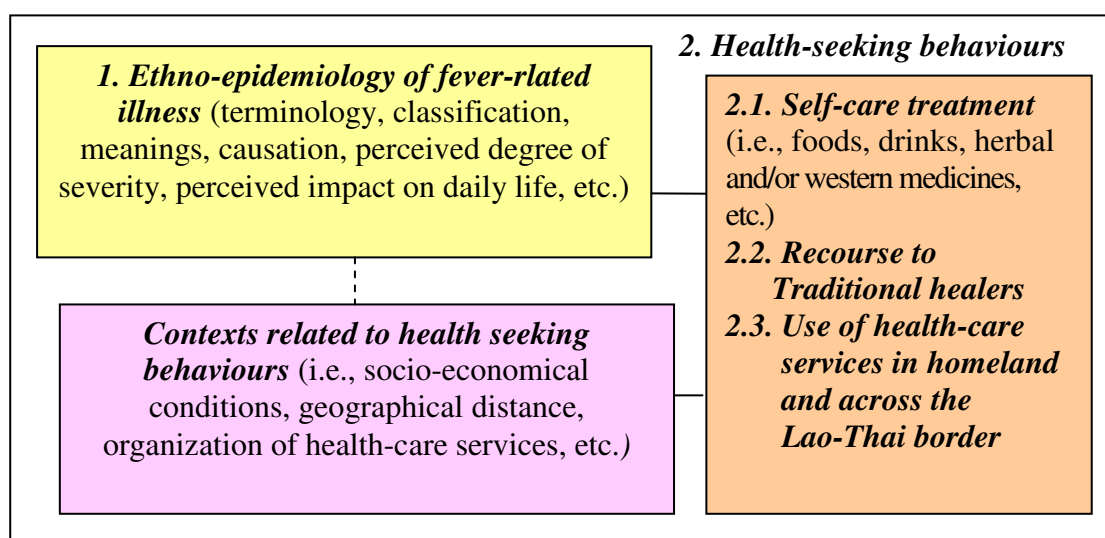 1. Ethno-epidemiology of fever-rlated
illness (terminology, classification,
meanings, causation, perceived degree of
severity, perceived impact on daily life, etc.)
Contexts related to health seeking
behaviours (i.e., socio-economical
conditions, geographical distance,
organization of health-care services, etc.)
2. Health-seeking behaviours
2.1. Self-care treatment
(i.e., foods, drinks, herbal
and/or western medicines,
etc.)
2.2. Recourse to
Traditional healers
2.3. Use of health-care
services in homeland
and across the
Lao-Thai border